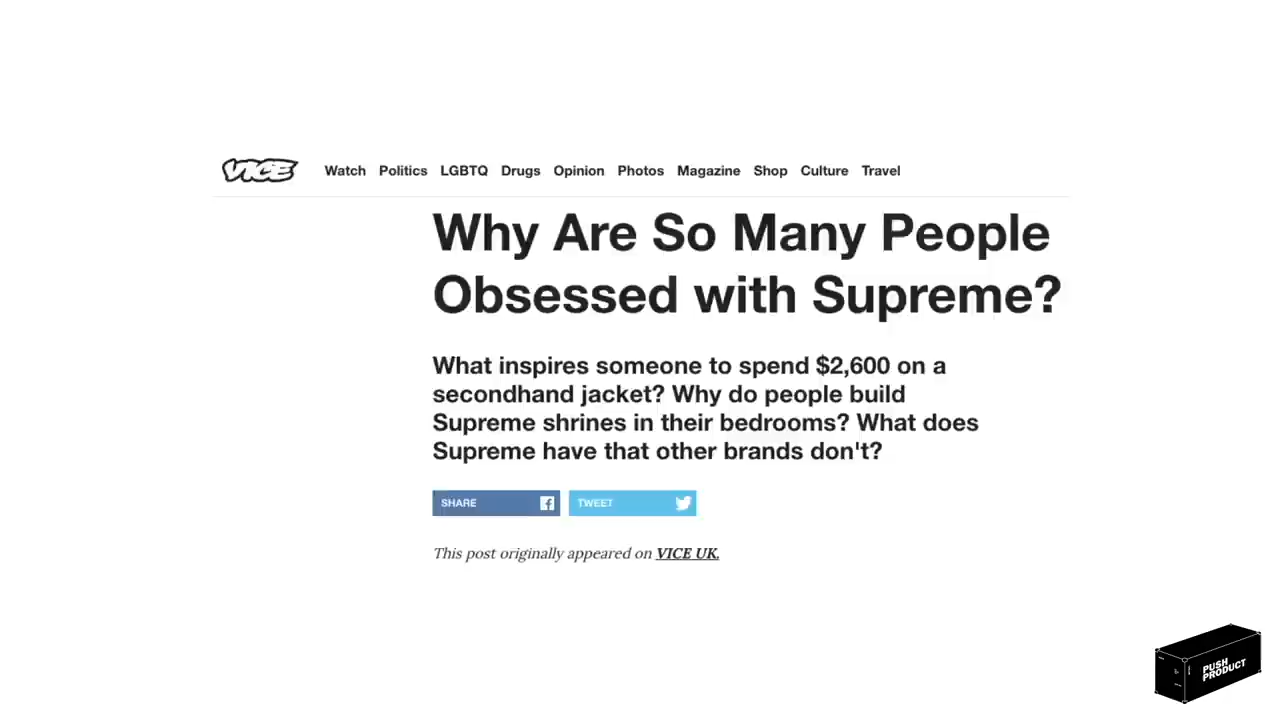 VICE Watch Politics LGBTQ Drugs Opinion Photos Magazine Shop Culture Travel
Why Are So Many People
Obsessed with Supreme?
What inspires someone to spend $2,600 on a
secondhand jacket? Why do people build
Supreme shrines in their bedrooms? What does
Supreme have that other brands don't?
SHARE TWEET
This post originally appeared on VICE UK.
PUSH
PRODUCT